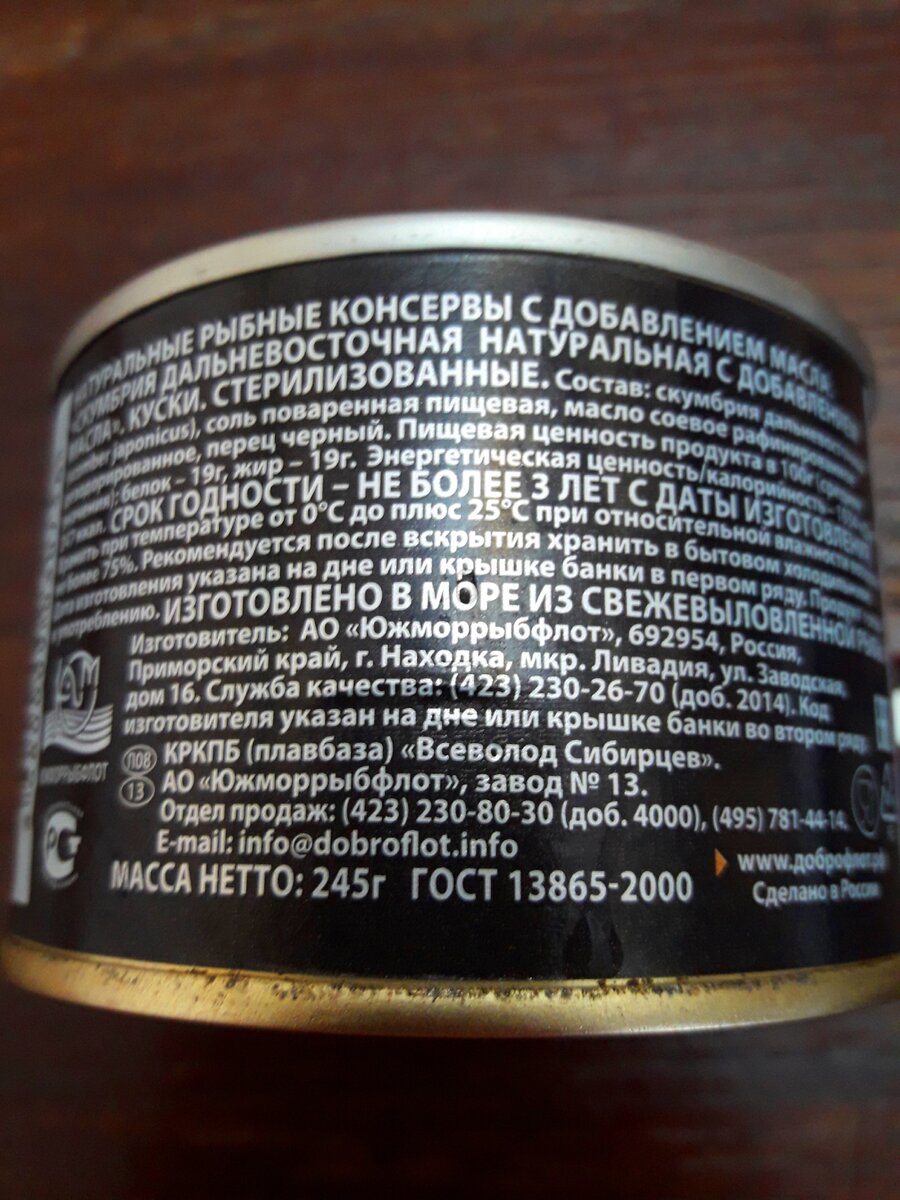 НАТУРАЛЬНЫЕ РЫБНЫЕ КОНСЕРВЫ С ДОБАВЛЕНИЕМ МАСЛА.
«СКУМБРИЯ ДАЛЬНЕВОСТОЧНАЯ НАТУРАЛЬНАЯ С ДОБАВЛЕНИЕМ
МАСЛА». КУСКИ. СТЕРИЛИЗОВАННЫЕ. Состав: скумбрия дальневосточная
japonicus), соль поваренная пищевая, масло соевое рафинированное
перец черный. Пищевая ценность продукта в 100г
белок – 19г, жир – 19г. Энергетическая ценность/калорийность –
СРОК ГОДНОСТИ – НЕ БОЛЕЕ 3 ЛЕТ С ДАТЫ ИЗГОТОВЛЕНИЯ
при температуре от 0°С до плюс 25°С при относительной влажности
более 75%. Рекомендуется после вскрытия хранить в бытовом
изготовления указана на дне или крышке банки в первом ряду.
употреблению. ИЗГОТОВЛЕНО В МОРЕ ИЗ СВЕЖЕВЫЛОВЛЕННОЙ
Изготовитель: АО «Южморрыбфлот», 692954, Россия,
Приморский край, г. Находка, мкр. Ливадия, ул. Заводская,
дом 16. Служба качества: (423) 230-26-70 (доб. 2014). Код
изготовителя указан на дне или крышке банки во втором ряду.
П08 КРКПБ (плавбаза) «Всеволод Сибирцев».
13 АО «Южморрыбфлот», завод № 13.
Отдел продаж: (423) 230-80-30 (доб. 4000), (495) 781-44-14.
E-mail: info@dobroflot.info
www.доброфлот.рф
МАССА НЕТТО: 245г ГОСТ 13865-2000
Сделано в России